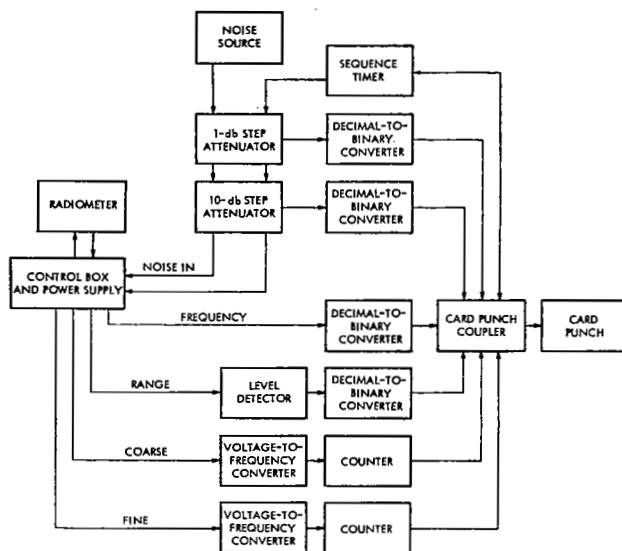 NOISE
SOURCE
SEQUENCE
TIMER
1-db STEP
ATTENUATOR
DECIMAL-TO-
BINARY.
CONVERTER
RADIOMETER
10-db STEP
ATTENUATOR
DECIMAL-TO-
BINARY
CONVERTER
CONTROL BOX
AND POWER SUPPLY
NOISE IN
FREQUENCY
DECIMAL-TO-
BINARY
CONVERTER
CARD PUNCH
COUPLER
CARD
PUNCH
RANGE
LEVEL
DETECTOR
DECIMAL-TO-
BINARY
CONVERTER
COARSE
VOLTAGE-TO-
FREQUENCY
CONVERTER
COUNTER
FINE
VOLTAGE-TO-
FREQUENCY
CONVERTER
COUNTER